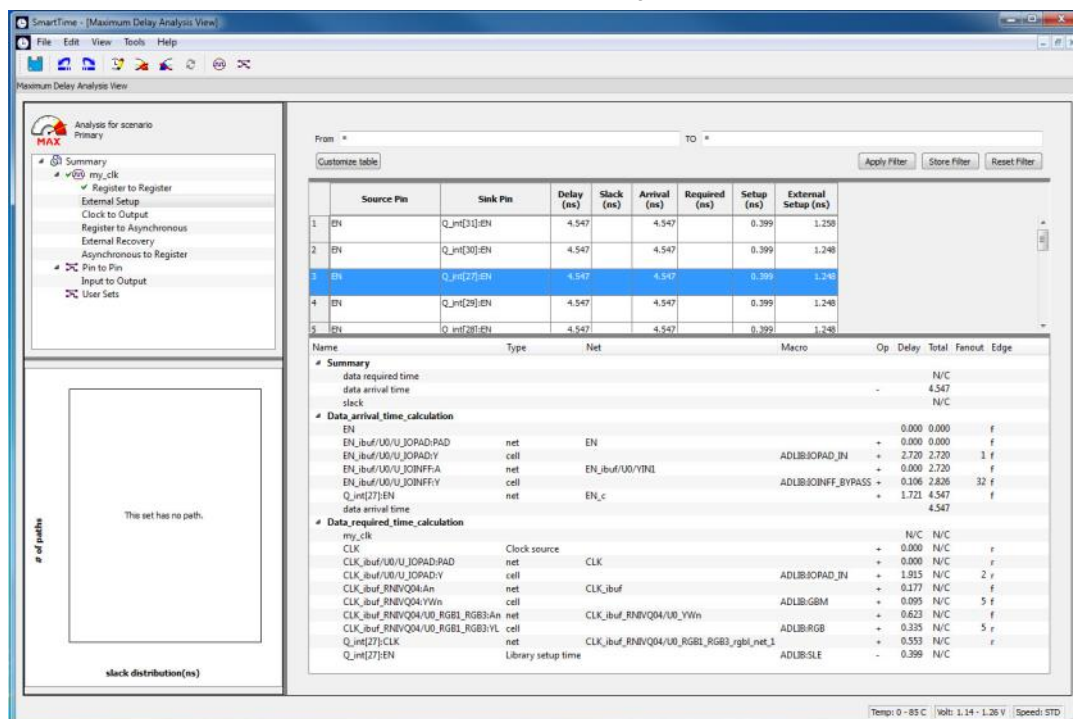 SmartTime - [Maximum Delay Analysis View]
File Edit View Tools Help
Maximum Delay Analysis View
MAX
Analysis for scenario
Primary
Summary
my_clk
Register to Register
External Setup
Clock to Output
Register to Asynchronous
External Recovery
Asynchronous to Register
Pin to Pin
Input to Output
User Sets
From * TO *
Customize table Apply Filter Store Filter Reset Filter
Source Pin Sink Pin Delay (ns) Slack (ns) Arrival (ns) Required (ns) Setup (ns) External Setup (ns)
1 EN Q_int[31]:EN 4.547 4.547 0.399 1.258
2 EN Q_int[30]:EN 4.547 4.547 0.399 1.248
3 EN Q_int[27]:EN 4.547 4.547 0.399 1.248
4 EN Q_int[29]:EN 4.547 4.547 0.399 1.248
5 EN Q_int[28]:EN 4.547 4.547 0.399 1.248
Name Type Net Macro Op Delay Total Fanout Edge
Summary
data required time N/C
data arrival time - 4.547
slack N/C
Data_arrival_time_calculation
EN 0.000 0.000 f
EN_ibuf/U0/U_IOPAD:PAD net EN + 0.000 0.000 f
EN_ibuf/U0/U_IOPAD:Y cell ADLIB:IOPAD_IN + 2.720 2.720 1 f
EN_ibuf/U0/U_IOINFF:A net EN_ibuf/U0/YIN1 + 0.000 2.720 f
EN_ibuf/U0/U_IOINFF:Y cell ADLIB:IOINFF_BYPASS + 0.106 2.826 32 f
Q_int[27]:EN net EN_c + 1.721 4.547 f
data arrival time 4.547
Data_required_time_calculation
my_clk N/C N/C
CLK Clock source + 0.000 N/C r
CLK_ibuf/U0/U_IOPAD:PAD net CLK + 0.000 N/C r
CLK_ibuf/U0/U_IOPAD:Y cell ADLIB:IOPAD_IN + 1.915 N/C 2 r
CLK_ibuf_RNIVQ04:An net CLK_ibuf + 0.177 N/C f
CLK_ibuf_RNIVQ04:YWn cell ADLIB:GBM + 0.095 N/C 5 f
CLK_ibuf_RNIVQ04/U0_RGB1_RGB3:An net CLK_ibuf_RNIVQ04/U0_YWn + 0.623 N/C f
CLK_ibuf_RNIVQ04/U0_RGB1_RGB3:YL cell ADLIB:RGB + 0.335 N/C 5 r
Q_int[27]:CLK net CLK_ibuf_RNIVQ04/U0_RGB1_RGB3_rgbl_net_1 + 0.553 N/C r
Q_int[27]:EN Library setup time ADLIB:SLE - 0.399 N/C
# of paths
This set has no path.
slack distribution(ns)
Temp: 0 - 85 C Volt: 1.14 - 1.26 V Speed: STD